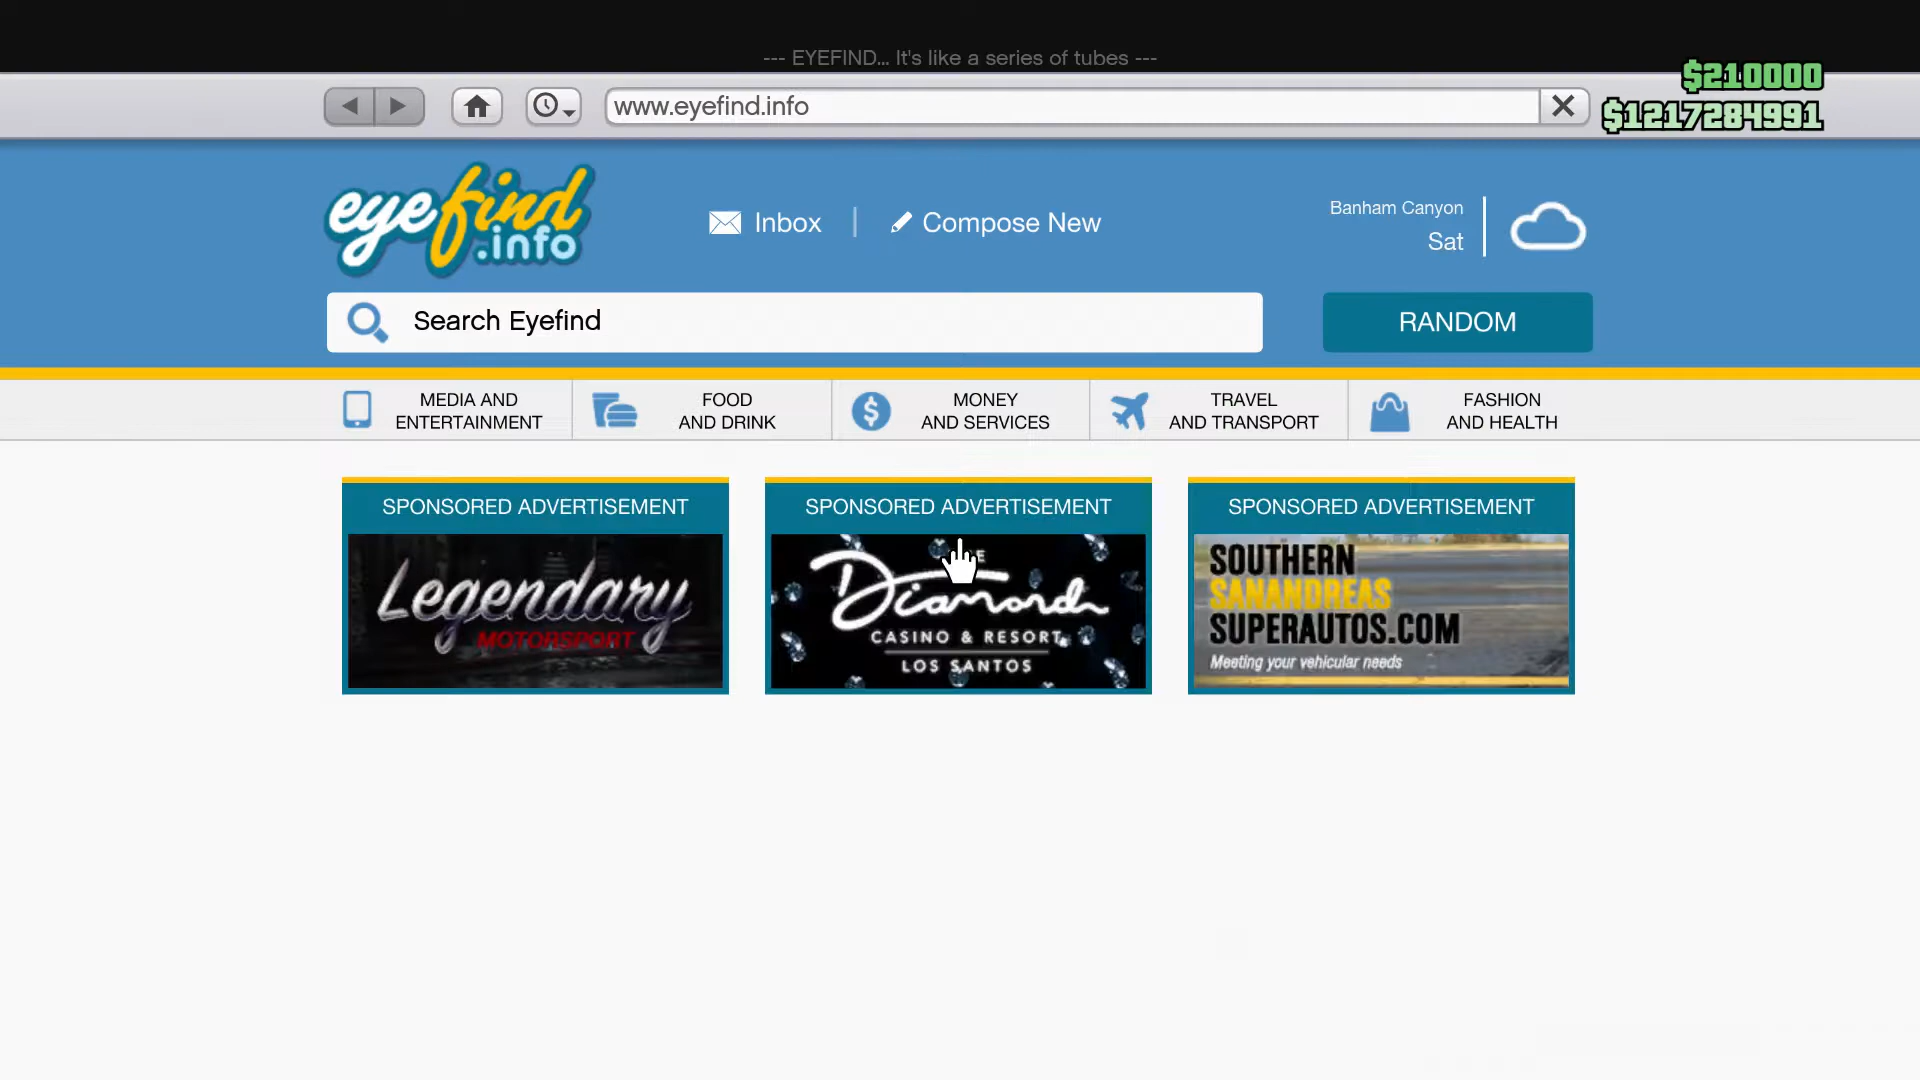 --- EYEFIND... It's like a series of tubes ---
$210000
www.eyefind.info
$1217284991
eyefind
.info
Inbox
Compose New
Banham Canyon
Sat
Search Eyefind
RANDOM
MEDIA AND
ENTERTAINMENT
FOOD
AND DRINK
MONEY
AND SERVICES
TRAVEL
AND TRANSPORT
FASHION
AND HEALTH
SPONSORED ADVERTISEMENT
Legendary
MOTORSPORT
SPONSORED ADVERTISEMENT
Diamond
CASINO & RESORT
LOS SANTOS
SPONSORED ADVERTISEMENT
SOUTHERN
SANANDREAS
SUPERAUTOS.COM
Meeting your vehicular needs